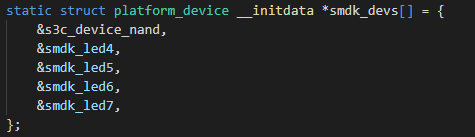 static struct platform_device __initdata *smdk_devs[] = {
    &s3c_device_nand,
    &smdk_led4,
    &smdk_led5,
    &smdk_led6,
    &smdk_led7,
};